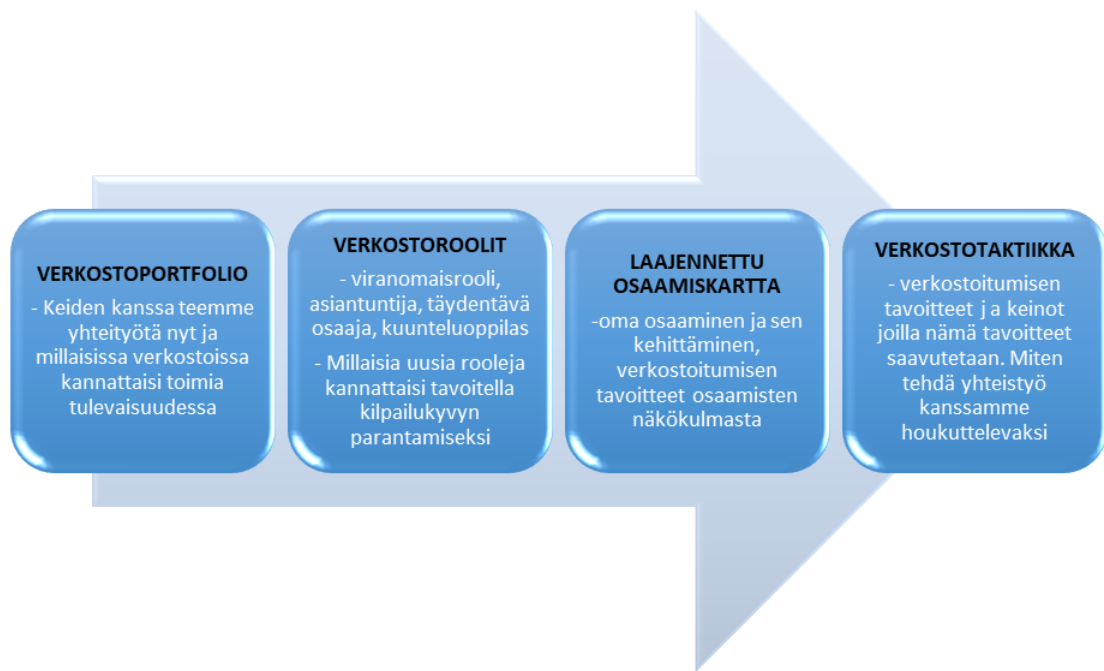 VERKOSTOPORTFOLIO
- Keiden kanssa teemme
yhteityötä nyt ja
millaisissa verkostoissa
kannattaisi toimia
tulevaisuudessa
VERKOSTOROOLIT
- viranomaisrooli,
asiantuntija, täydentävä
osaaja, kuunteluoppilas
- Millaisia uusia rooleja
kannattaisi tavoitella
kilpailukyvyn
parantamiseksi
LAAJENNETTU
OSAAMISKARTTA
-oma osaaminen ja sen
kehittäminen,
verkostoitumisen
tavoitteet osaamisten
näkökulmasta
VERKOSTOTAKTIIKKA
- verkostoitumisen
tavoitteet j a keinot
joilla nämä tavoitteet
saavutetaan. Miten
tehdä yhteistyö
kanssamme
houkuttelevaksi